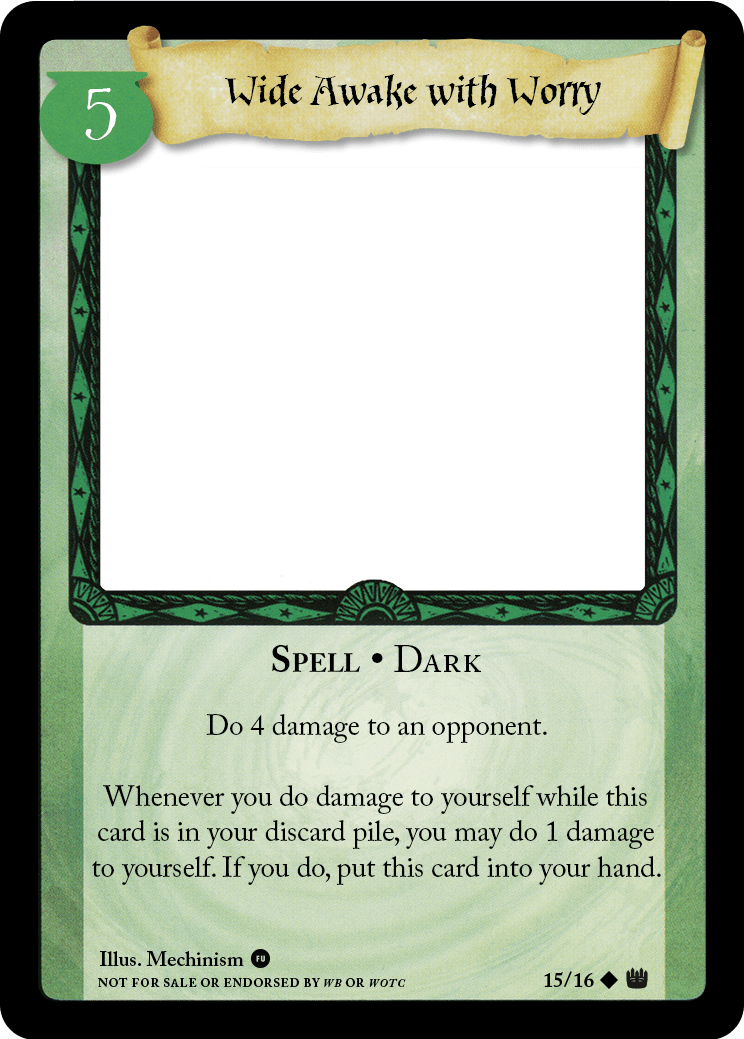 Wide Awake with Worry
5
SPELL • DARK
Do 4 damage to an opponent.
Whenever you do damage to yourself while this
card is in your discard pile, you may do 1 damage
to yourself. If you do, put this card into your hand.
Illus. Mechinism FU
NOT FOR SALE OR ENDORSED BY WB OR WOTC
15/16 ◆